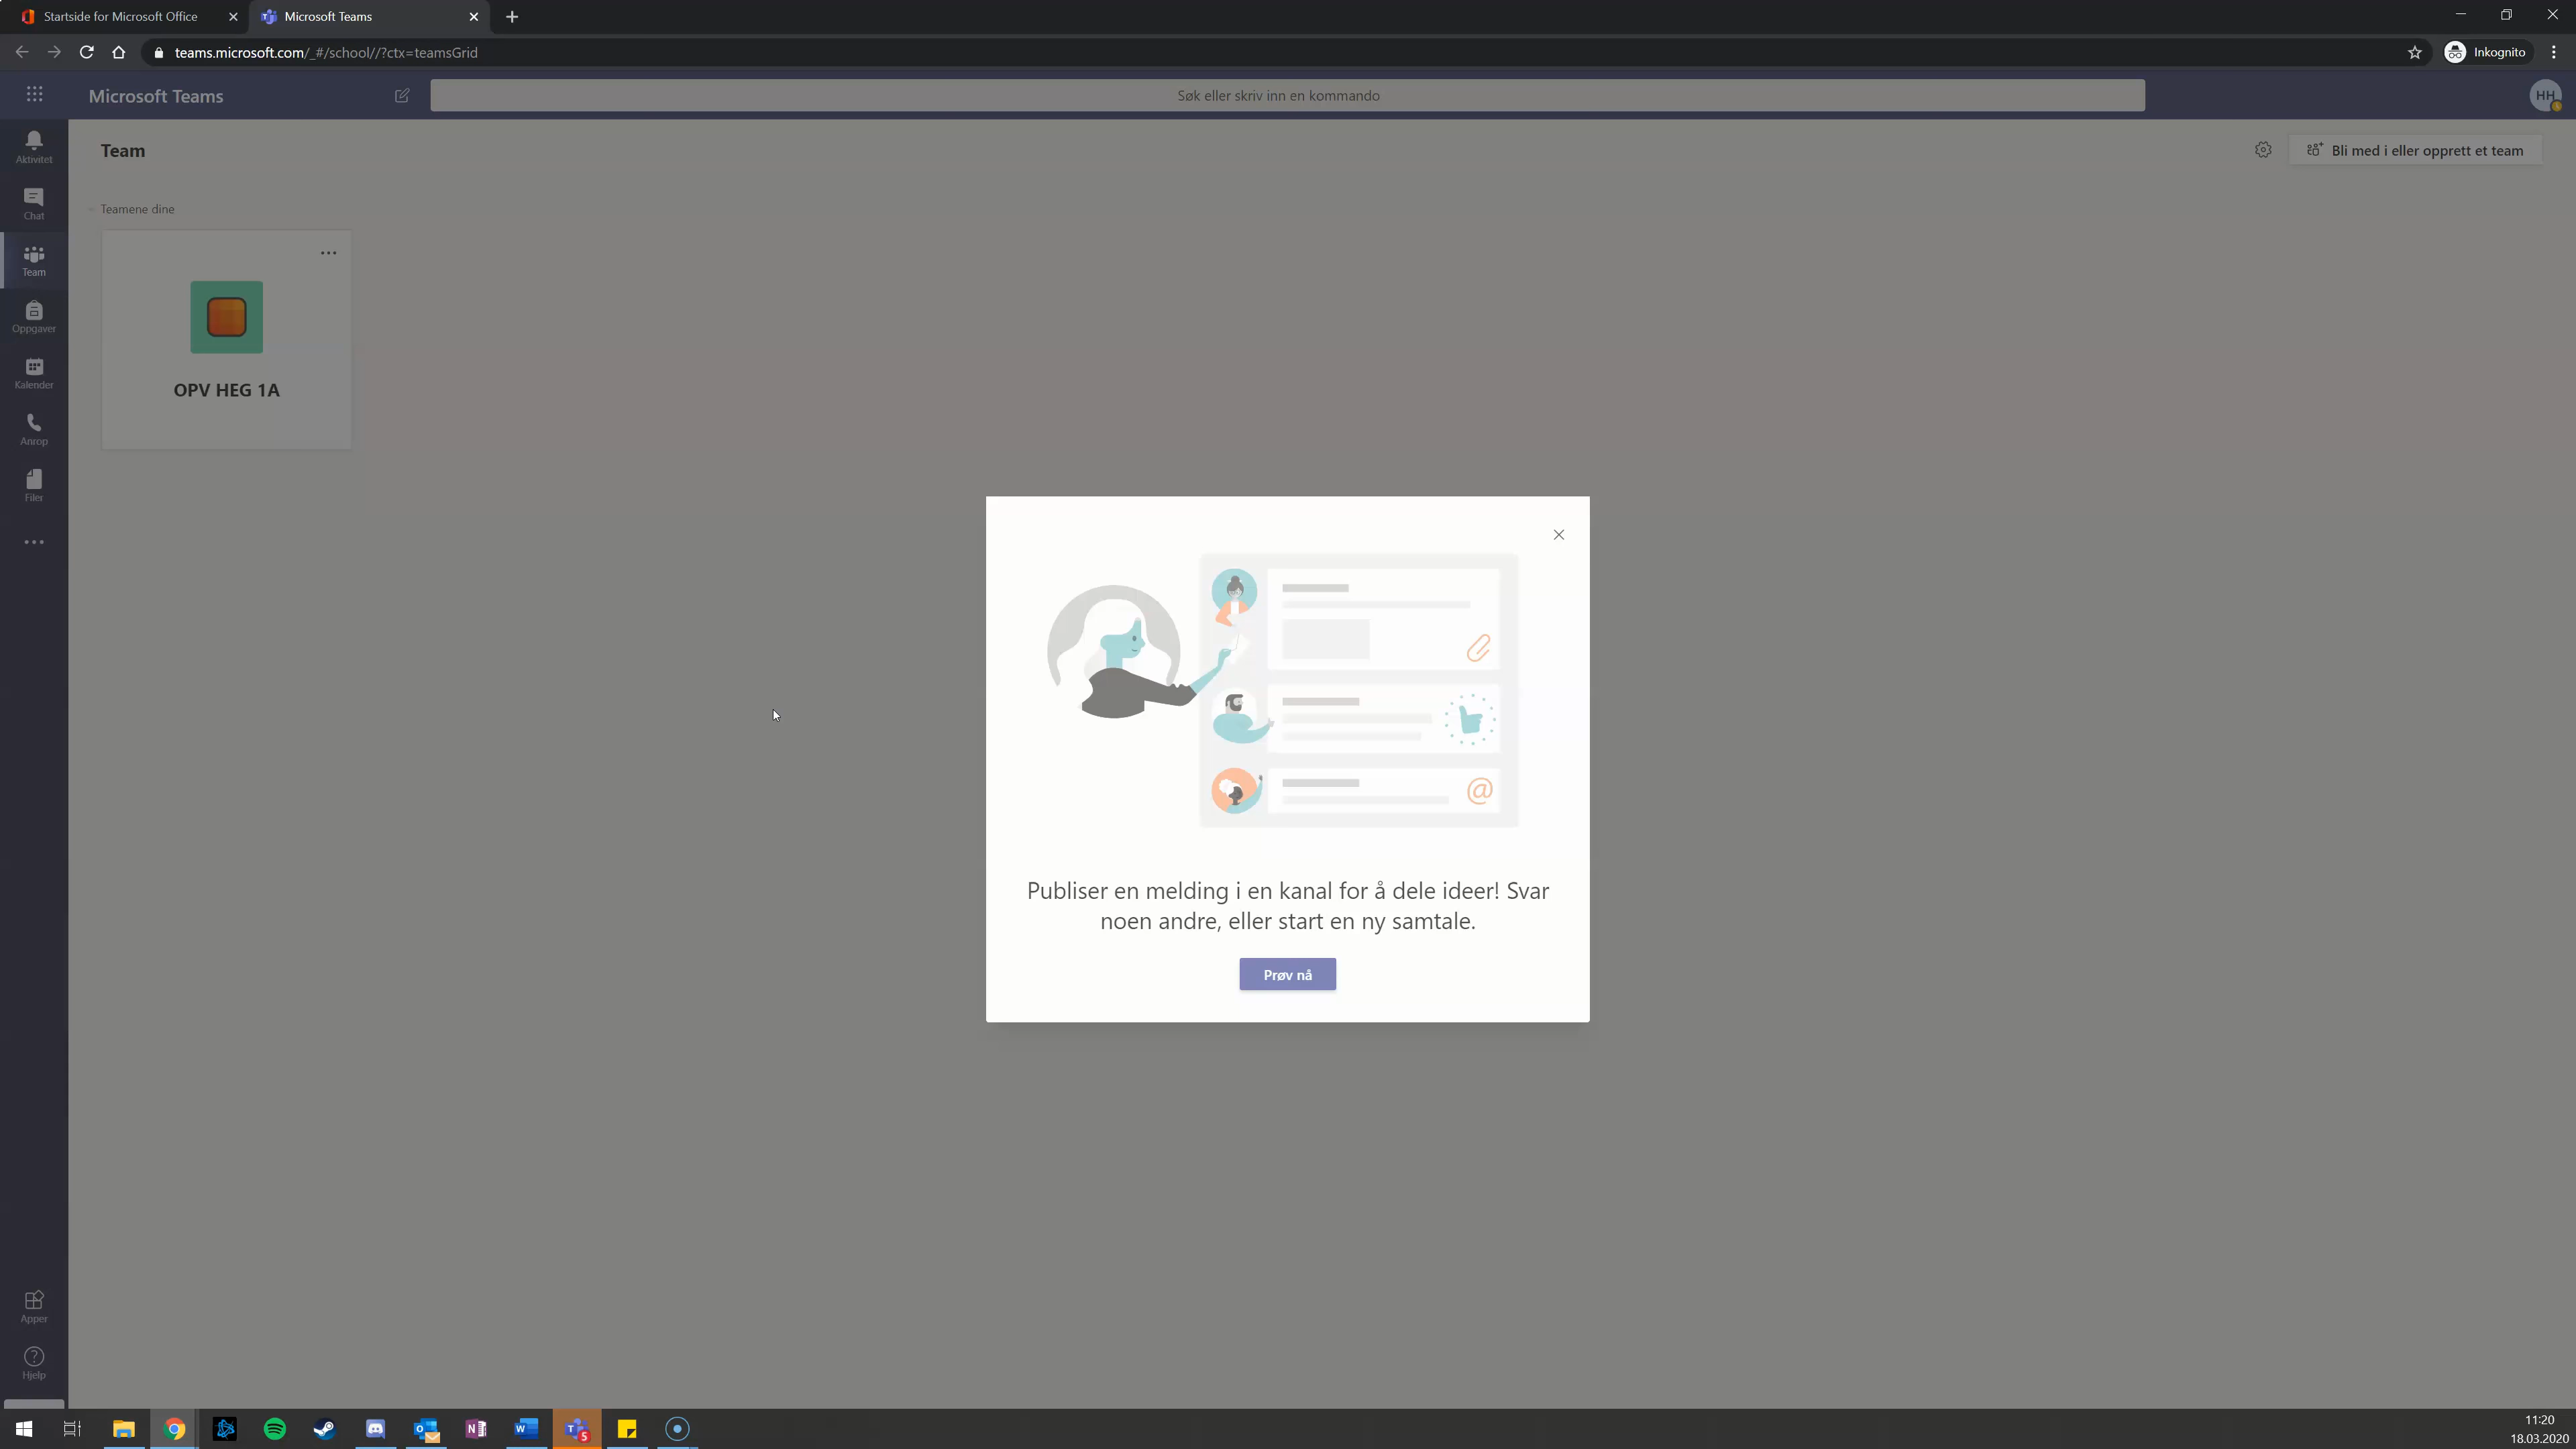 Startside for Microsoft Office
Microsoft Teams
teams.microsoft.com/_#/school//?ctx=teamsGrid
Inkognito
Microsoft Teams
Søk eller skriv inn en kommando
HH
Aktivitet
Chat
Team
Oppgaver
Kalender
Anrop
Filer
Apper
Hjelp
Team
Bli med i eller opprett et team
Teamene dine
OPV HEG 1A
@
Publiser en melding i en kanal for å dele ideer! Svar
noen andre, eller start en ny samtale.
Prøv nå
5
11:20
18.03.2020